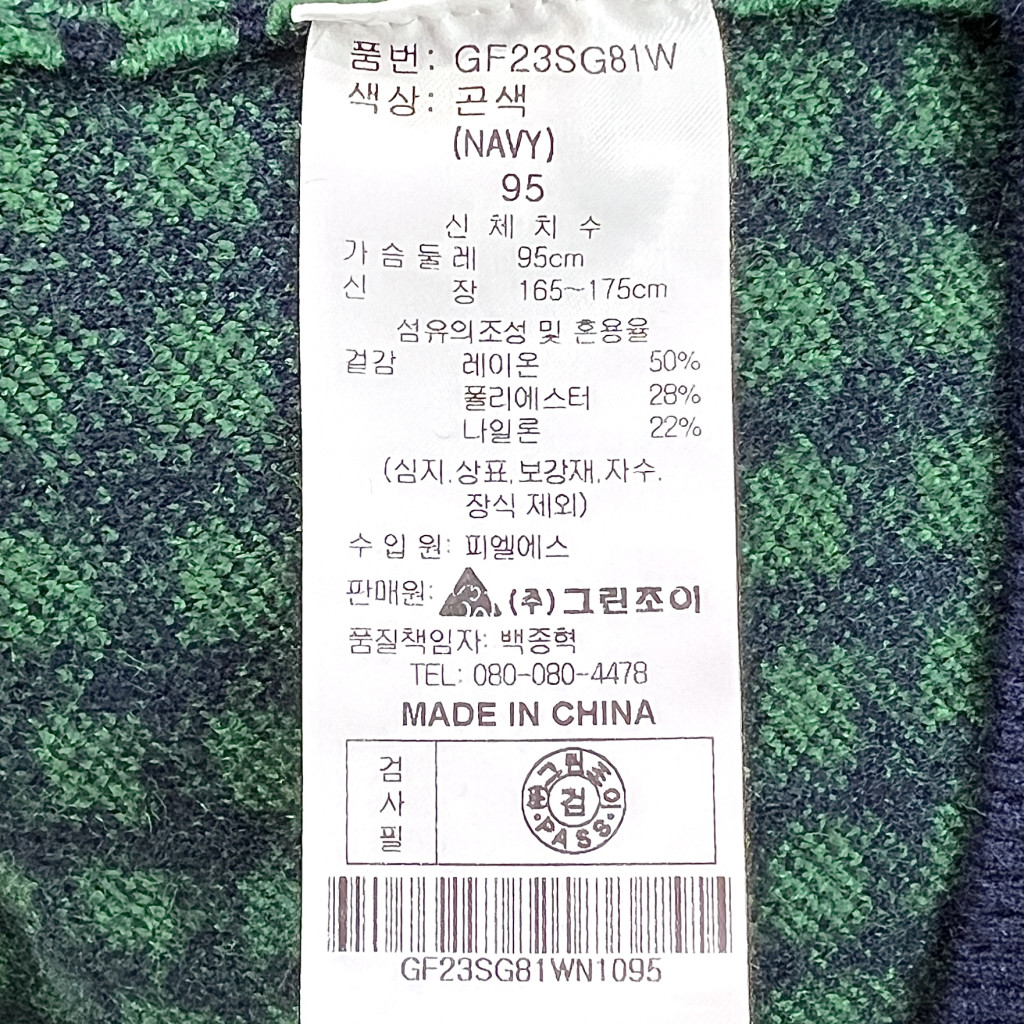 품번: GF23SG81W
색상: 곤색
(NAVY)
95
신 체 치 수
가 슴 둘 레 95cm
신 장 165~175cm
섬유의조성 및 혼용율
겉감 레이온 50%
폴리에스터 28%
나일론 22%
(심지,상표,보강재,자수,
장식 제외)
수 입 원: 피엘에스
판매원: (주)그린조이
품질책임자: 백종혁
TEL: 080-080-4478
MADE IN CHINA
검
사
필
그린조이
검
PASS
GF23SG81WN1095